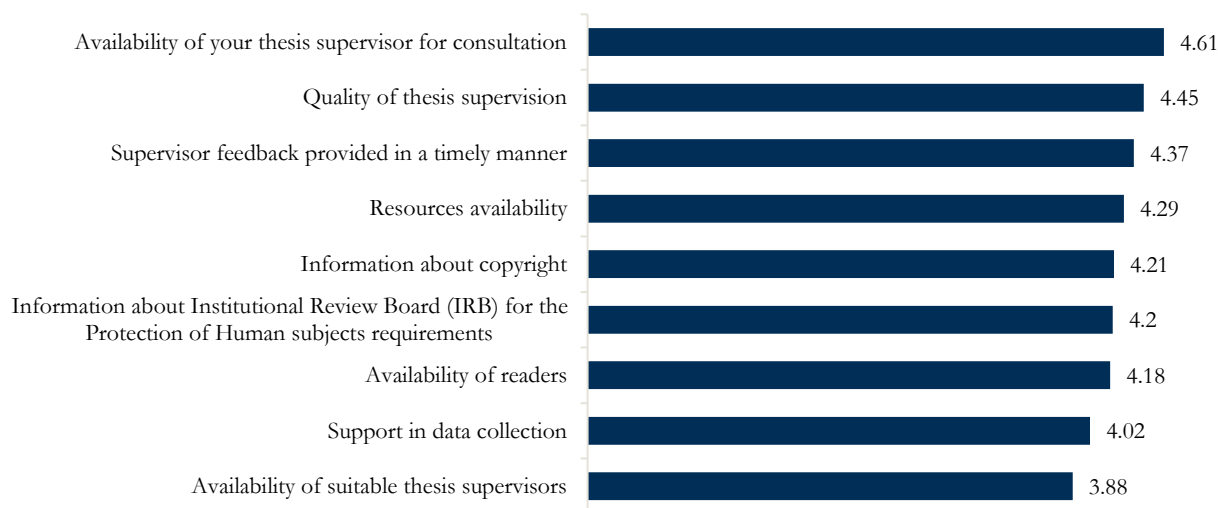 Availability of your thesis supervisor for consultation 4.61
Quality of thesis supervision 4.45
Supervisor feedback provided in a timely manner 4.37
Resources availability 4.29
Information about copyright 4.21
Information about Institutional Review Board (IRB) for the
Protection of Human subjects requirements 4.2
Availability of readers 4.18
Support in data collection 4.02
Availability of suitable thesis supervisors 3.88